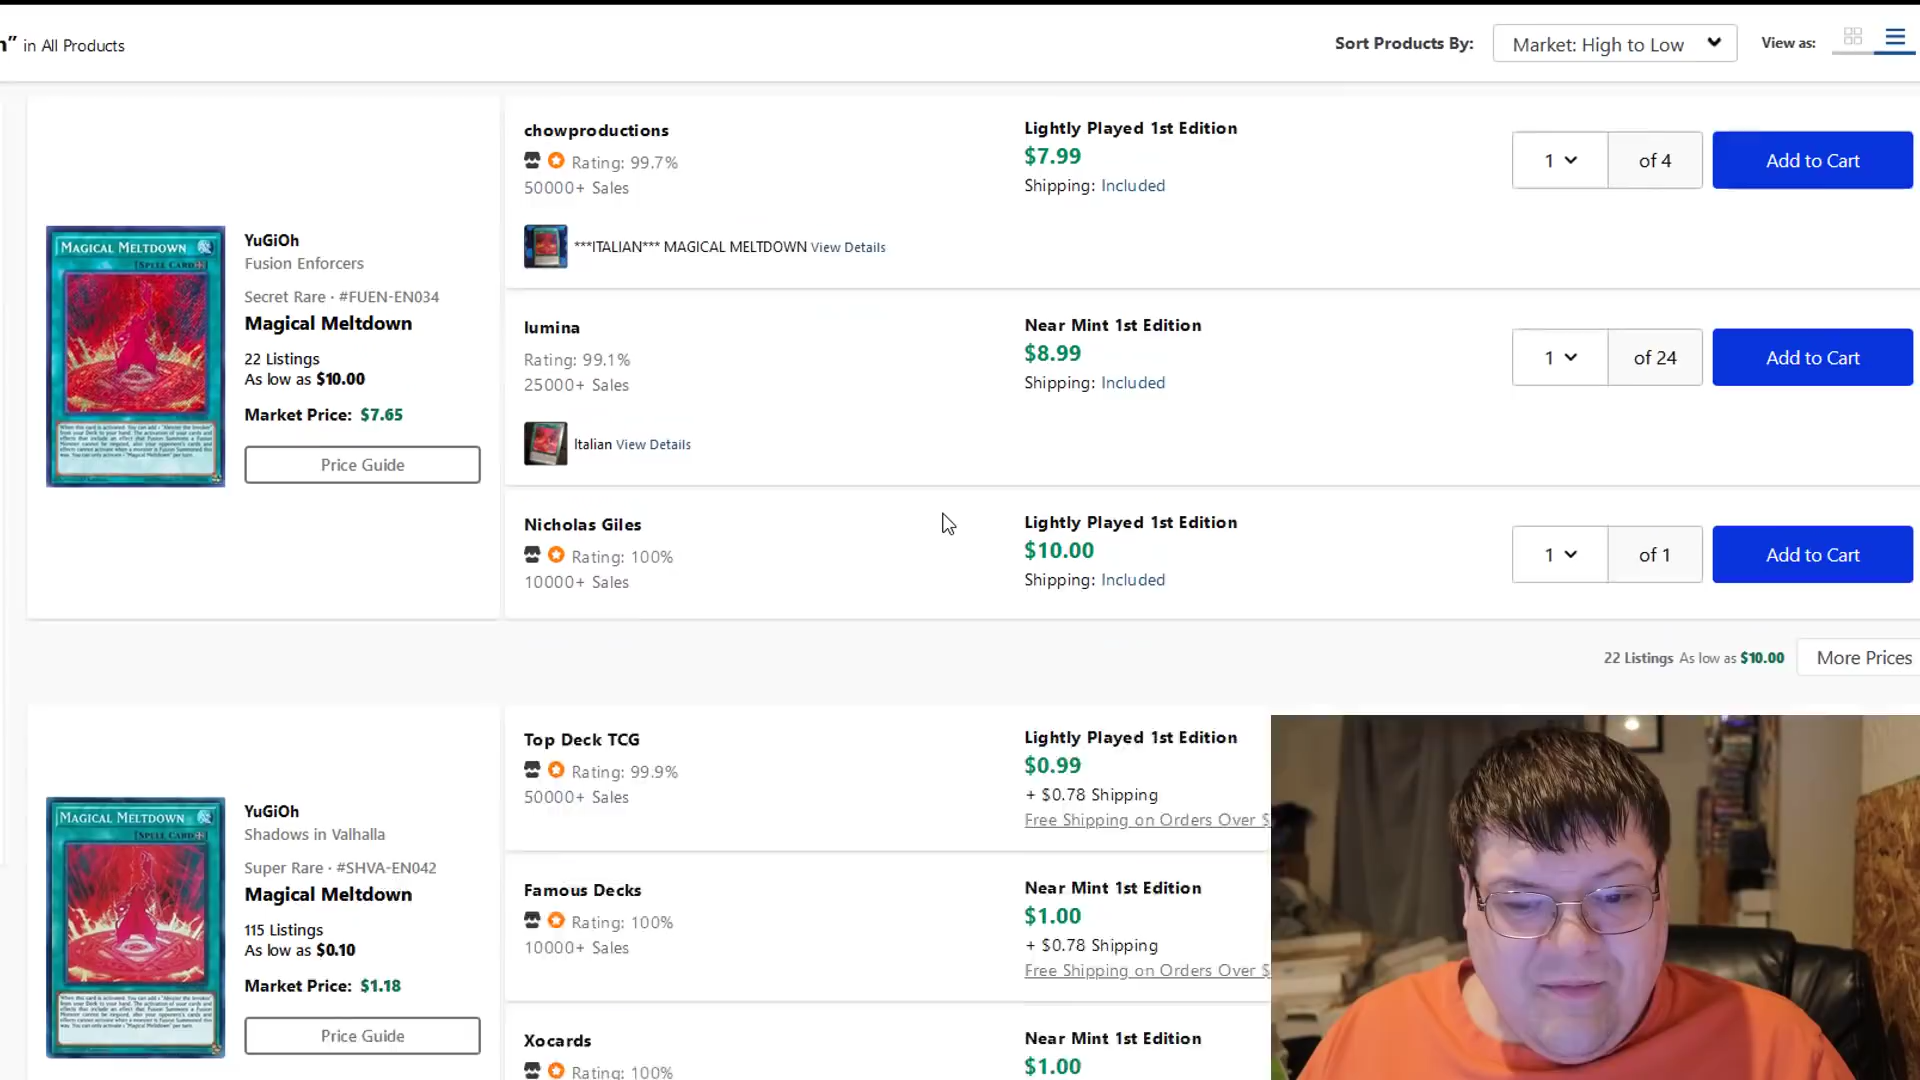 n” in All Products
Sort Products By:
Market: High to Low
View as:
MAGICAL MELTDOWN
[SPELL CARD]
YuGiOh
Fusion Enforcers
Secret Rare · #FUEN-EN034
Magical Meltdown
22 Listings
As low as $10.00
Market Price: $7.65
Price Guide
chowproductions
Rating: 99.7%
50000+ Sales
***ITALIAN*** MAGICAL MELTDOWN View Details
Lightly Played 1st Edition
$7.99
Shipping: Included
1
of 4
Add to Cart
lumina
Rating: 99.1%
25000+ Sales
Italian View Details
Near Mint 1st Edition
$8.99
Shipping: Included
1
of 24
Add to Cart
Nicholas Giles
Rating: 100%
10000+ Sales
Lightly Played 1st Edition
$10.00
Shipping: Included
1
of 1
Add to Cart
22 Listings As low as $10.00
More Prices
MAGICAL MELTDOWN
[SPELL CARD]
YuGiOh
Shadows in Valhalla
Super Rare · #SHVA-EN042
Magical Meltdown
115 Listings
As low as $0.10
Market Price: $1.18
Price Guide
Top Deck TCG
Rating: 99.9%
50000+ Sales
Lightly Played 1st Edition
$0.99
+ $0.78 Shipping
Free Shipping on Orders Over $
Famous Decks
Rating: 100%
10000+ Sales
Near Mint 1st Edition
$1.00
+ $0.78 Shipping
Free Shipping on Orders Over $
Xocards
Rating: 100%
Near Mint 1st Edition
$1.00